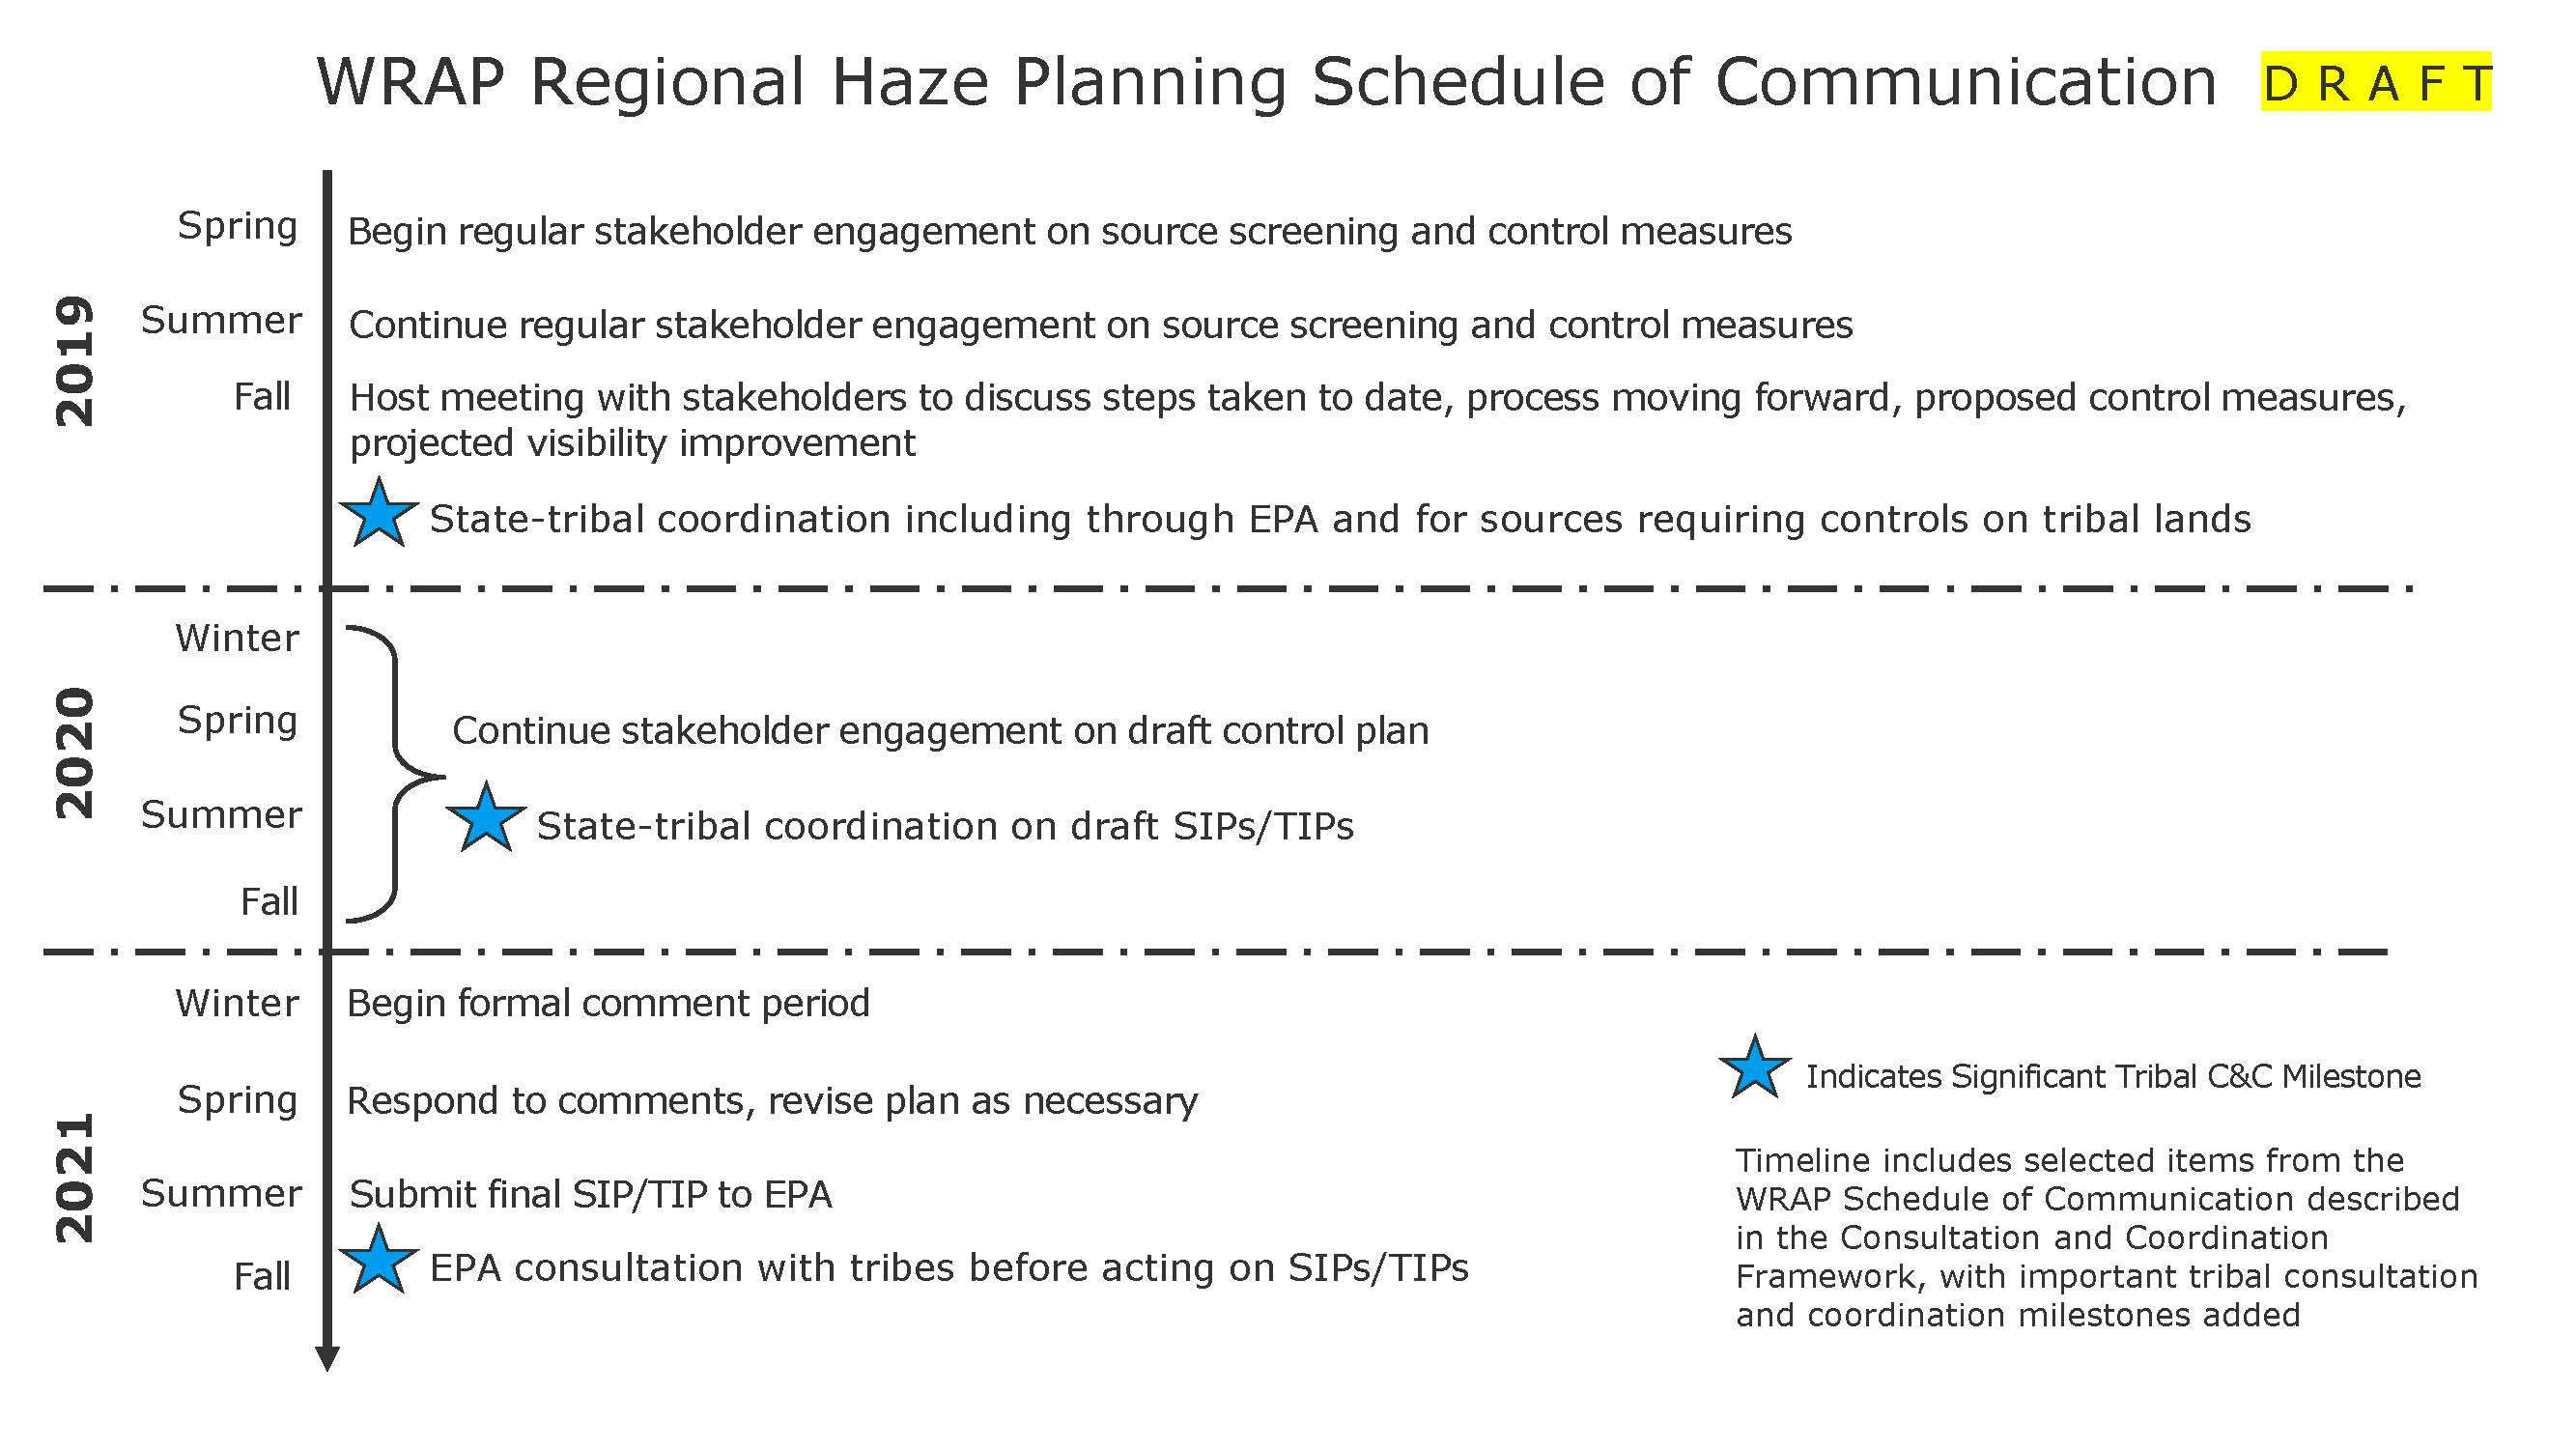 WRAP Regional Haze Planning Schedule of Communication D R A F T
2019
Spring
Begin regular stakeholder engagement on source screening and control measures
Summer
Continue regular stakeholder engagement on source screening and control measures
Fall
Host meeting with stakeholders to discuss steps taken to date, process moving forward, proposed control measures,
projected visibility improvement
State-tribal coordination including through EPA and for sources requiring controls on tribal lands
2020
Winter
Spring
Summer
Fall
Continue stakeholder engagement on draft control plan
State-tribal coordination on draft SIPs/TIPs
2021
Winter
Begin formal comment period
Spring
Respond to comments, revise plan as necessary
Summer
Submit final SIP/TIP to EPA
Fall
EPA consultation with tribes before acting on SIPs/TIPs
Indicates Significant Tribal C&C Milestone
Timeline includes selected items from the
WRAP Schedule of Communication described
in the Consultation and Coordination
Framework, with important tribal consultation
and coordination milestones added